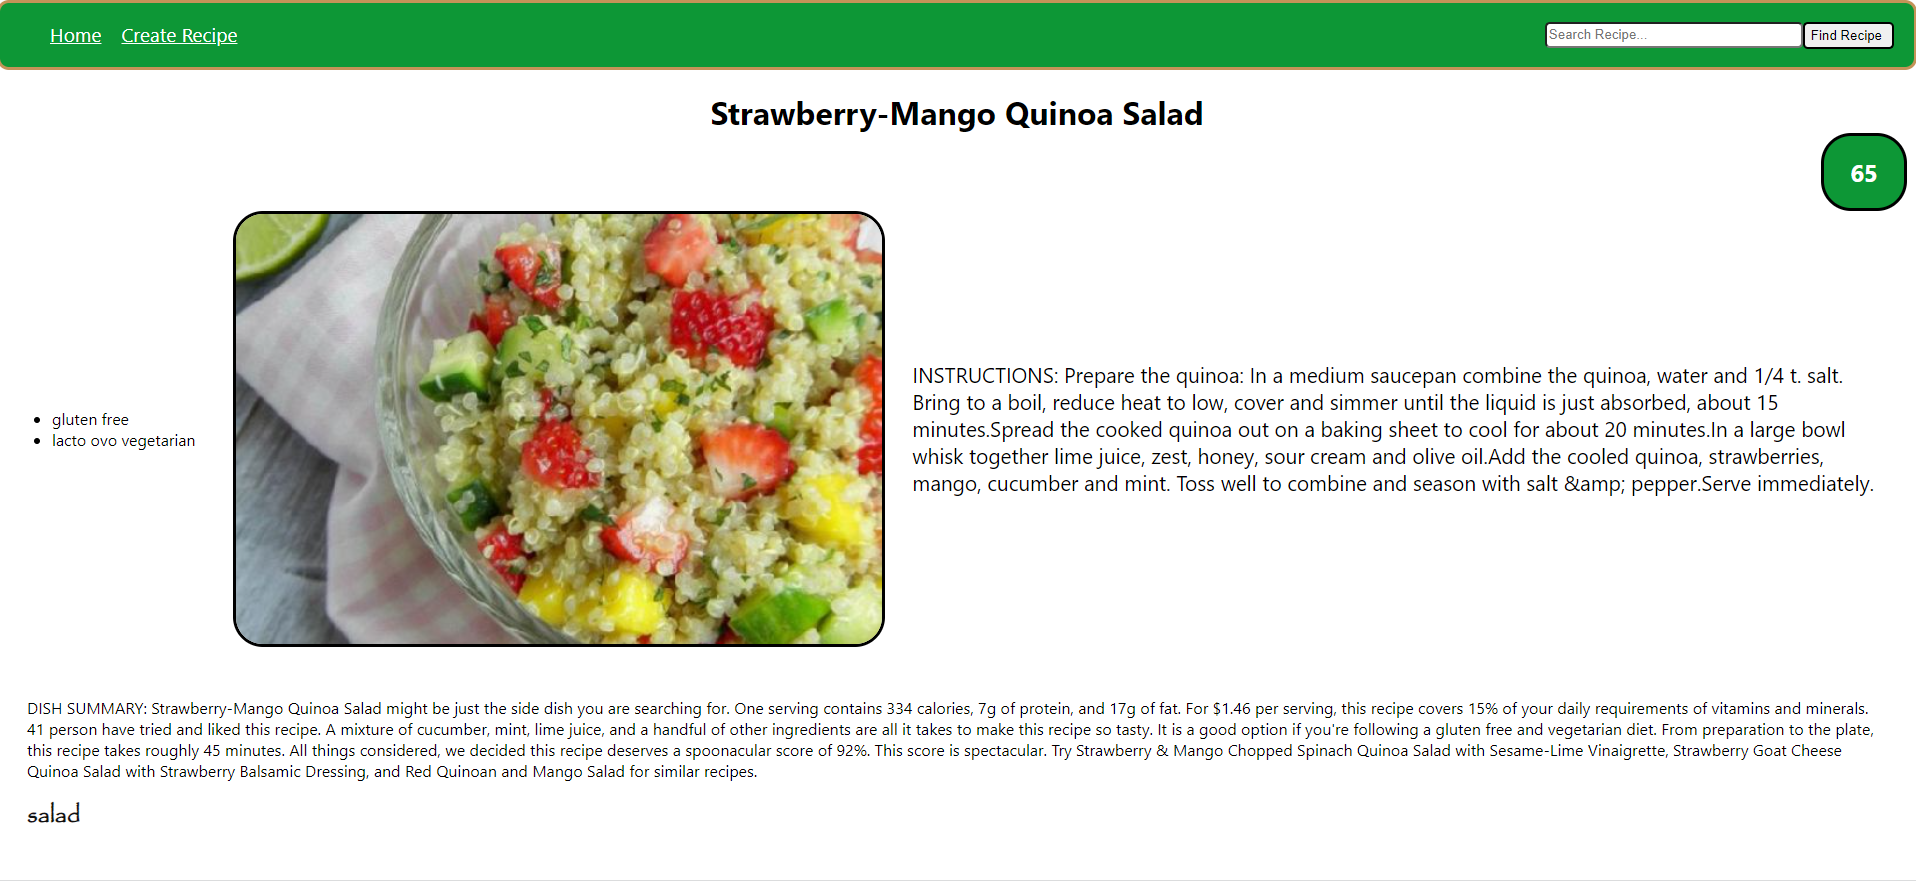 Home Create Recipe Search Recipe... Find Recipe
Strawberry-Mango Quinoa Salad
65
gluten free
lacto ovo vegetarian
INSTRUCTIONS: Prepare the quinoa: In a medium saucepan combine the quinoa, water and 1/4 t. salt.
Bring to a boil, reduce heat to low, cover and simmer until the liquid is just absorbed, about 15
minutes.Spread the cooked quinoa out on a baking sheet to cool for about 20 minutes.In a large bowl
whisk together lime juice, zest, honey, sour cream and olive oil.Add the cooled quinoa, strawberries,
mango, cucumber and mint. Toss well to combine and season with salt &amp; pepper.Serve immediately.
DISH SUMMARY: Strawberry-Mango Quinoa Salad might be just the side dish you are searching for. One serving contains 334 calories, 7g of protein, and 17g of fat. For $1.46 per serving, this recipe covers 15% of your daily requirements of vitamins and minerals.
41 person have tried and liked this recipe. A mixture of cucumber, mint, lime juice, and a handful of other ingredients are all it takes to make this recipe so tasty. It is a good option if you're following a gluten free and vegetarian diet. From preparation to the plate,
this recipe takes roughly 45 minutes. All things considered, we decided this recipe deserves a spoonacular score of 92%. This score is spectacular. Try Strawberry & Mango Chopped Spinach Quinoa Salad with Sesame-Lime Vinaigrette, Strawberry Goat Cheese
Quinoa Salad with Strawberry Balsamic Dressing, and Red Quinoan and Mango Salad for similar recipes.
salad